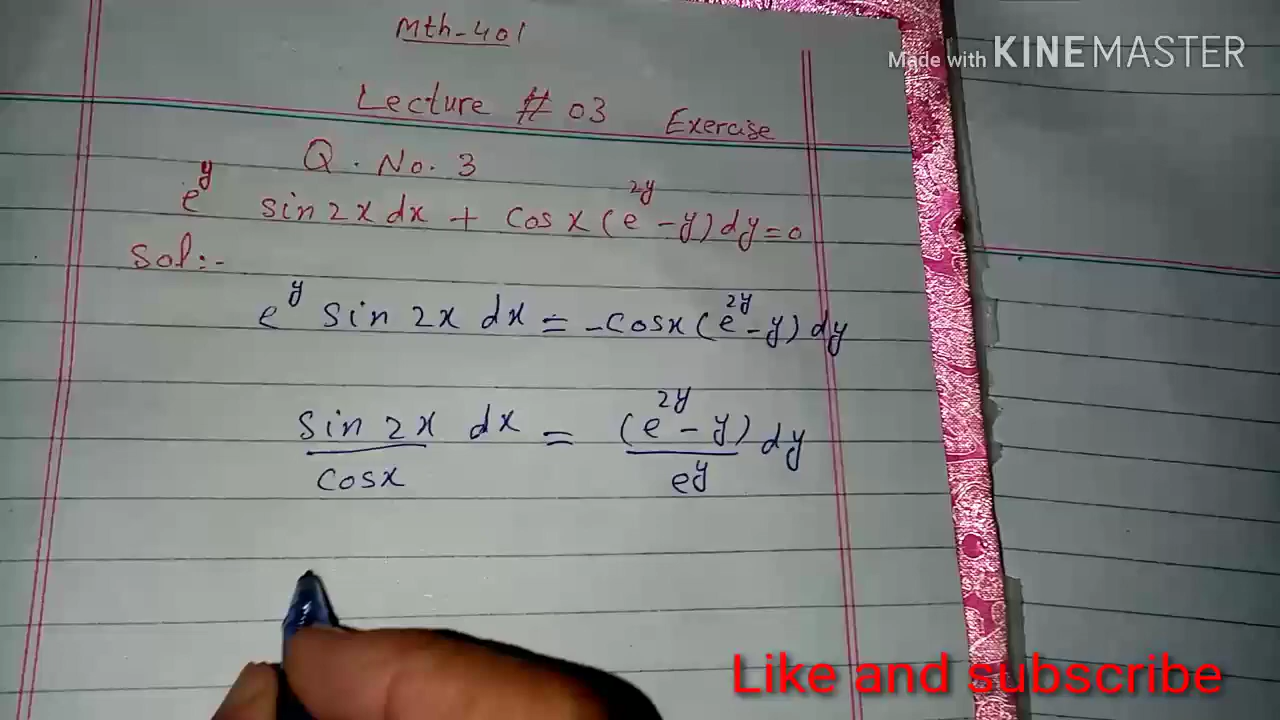 Mth-401
Made with KINEMASTER
Lecture # 03 Exercise
Q. No. 3
e^y sin 2x dx + cos x (e^2y - y) dy = 0
Sol:-
e^y sin 2x dx = -cosx (e^2y - y) dy
sin 2x / cosx dx = (e^2y - y) / e^y dy
Like and subscribe